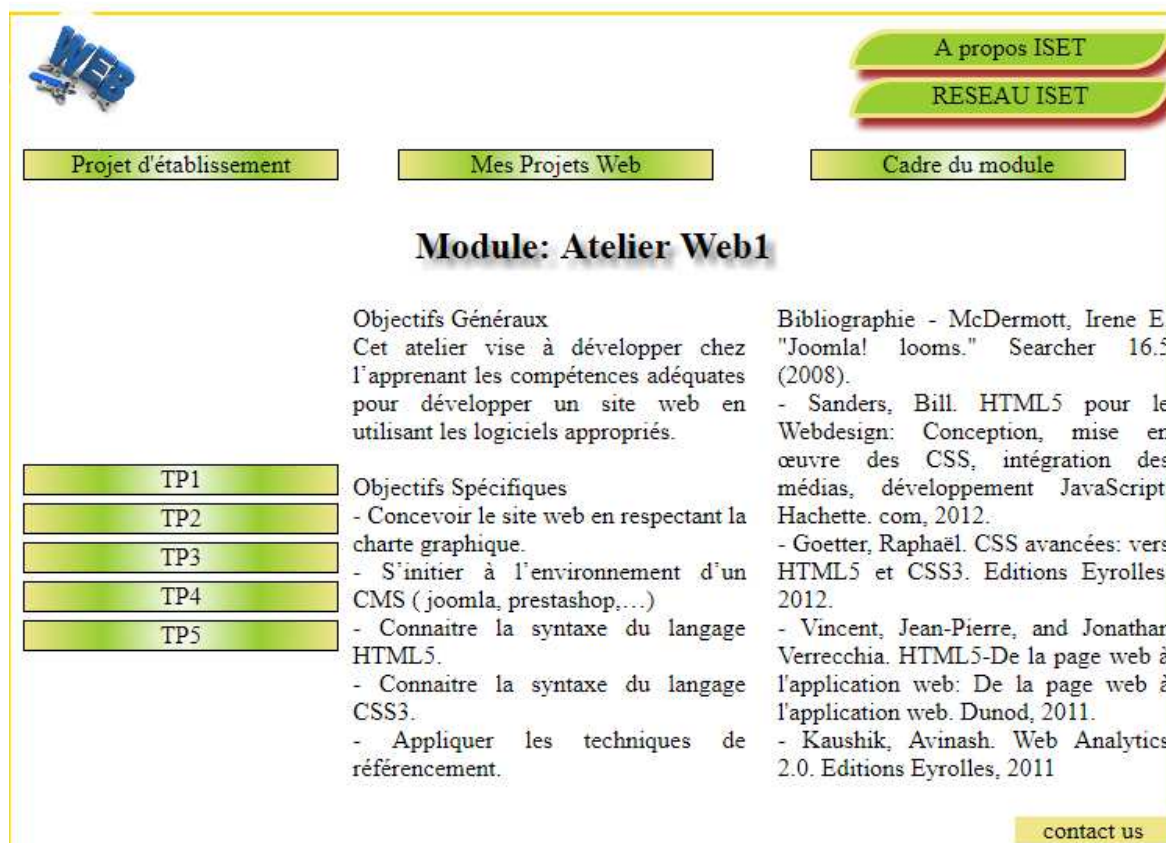 WEB
A propos ISET
RESEAU ISET
Projet d'établissement
Mes Projets Web
Cadre du module
Module: Atelier Web1
TP1
TP2
TP3
TP4
TP5
Objectifs Généraux
Cet atelier vise à développer chez
l’apprenant les compétences adéquates
pour développer un site web en
utilisant les logiciels appropriés.
Objectifs Spécifiques
- Concevoir le site web en respectant la
charte graphique.
- S’initier à l’environnement d’un
CMS ( joomla, prestashop,…)
- Connaitre la syntaxe du langage
HTML5.
- Connaitre la syntaxe du langage
CSS3.
- Appliquer les techniques de
référencement.
Bibliographie - McDermott, Irene E
"Joomla! looms." Searcher 16.5
(2008).
- Sanders, Bill. HTML5 pour le
Webdesign: Conception, mise en
œuvre des CSS, intégration des
médias, développement JavaScript
Hachette. com, 2012.
- Goetter, Raphaël. CSS avancées: vers
HTML5 et CSS3. Editions Eyrolles
2012.
- Vincent, Jean-Pierre, and Jonathan
Verrecchia. HTML5-De la page web à
l'application web: De la page web à
l'application web. Dunod, 2011.
- Kaushik, Avinash. Web Analytics
2.0. Editions Eyrolles, 2011
contact us